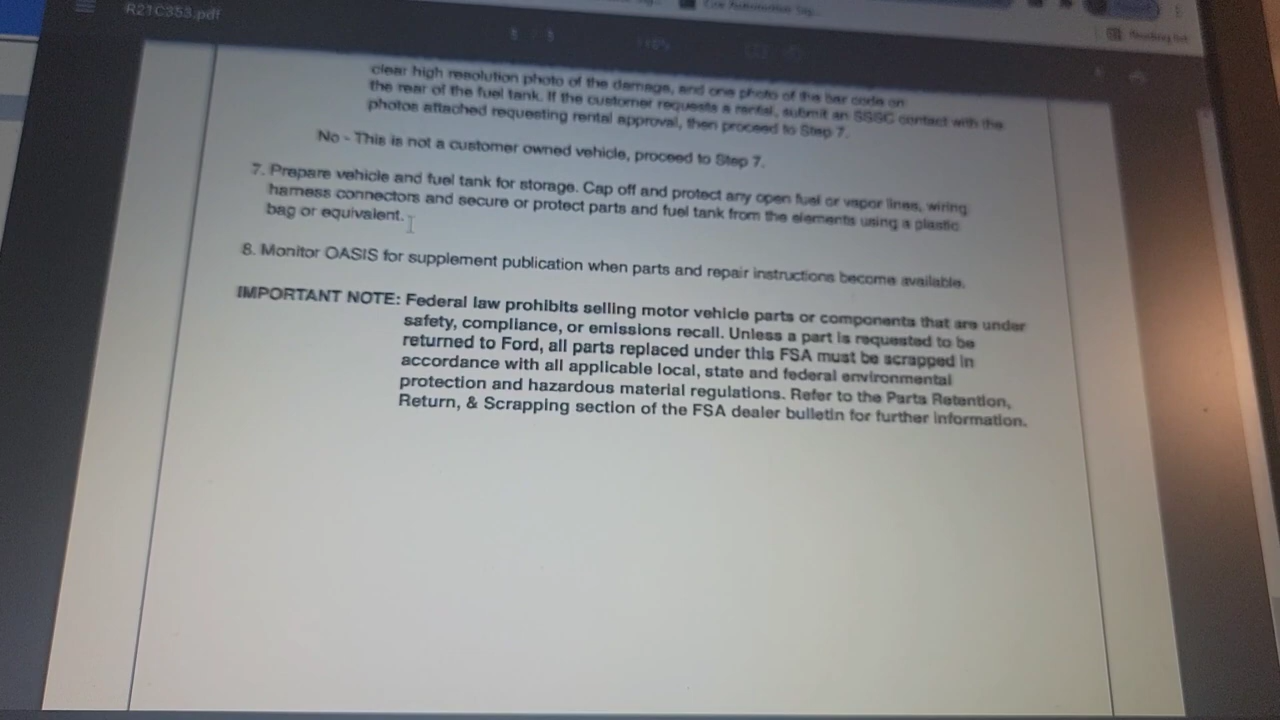 R21C353.pdf
Reading list
clear high resolution photo of the damage, and one photo of the bar code on
the rear of the fuel tank. If the customer requests a rental, submit an SSSC contact with the
photos attached requesting rental approval, then proceed to Step 7.
No - This is not a customer owned vehicle, proceed to Step 7.
7. Prepare vehicle and fuel tank for storage. Cap off and protect any open fuel or vapor lines, wiring
harness connectors and secure or protect parts and fuel tank from the elements using a plastic
bag or equivalent.
8. Monitor OASIS for supplement publication when parts and repair instructions become available.
IMPORTANT NOTE: Federal law prohibits selling motor vehicle parts or components that are under
safety, compliance, or emissions recall. Unless a part is requested to be
returned to Ford, all parts replaced under this FSA must be scrapped in
accordance with all applicable local, state and federal environmental
protection and hazardous material regulations. Refer to the Parts Retention,
Return, & Scrapping section of the FSA dealer bulletin for further information.